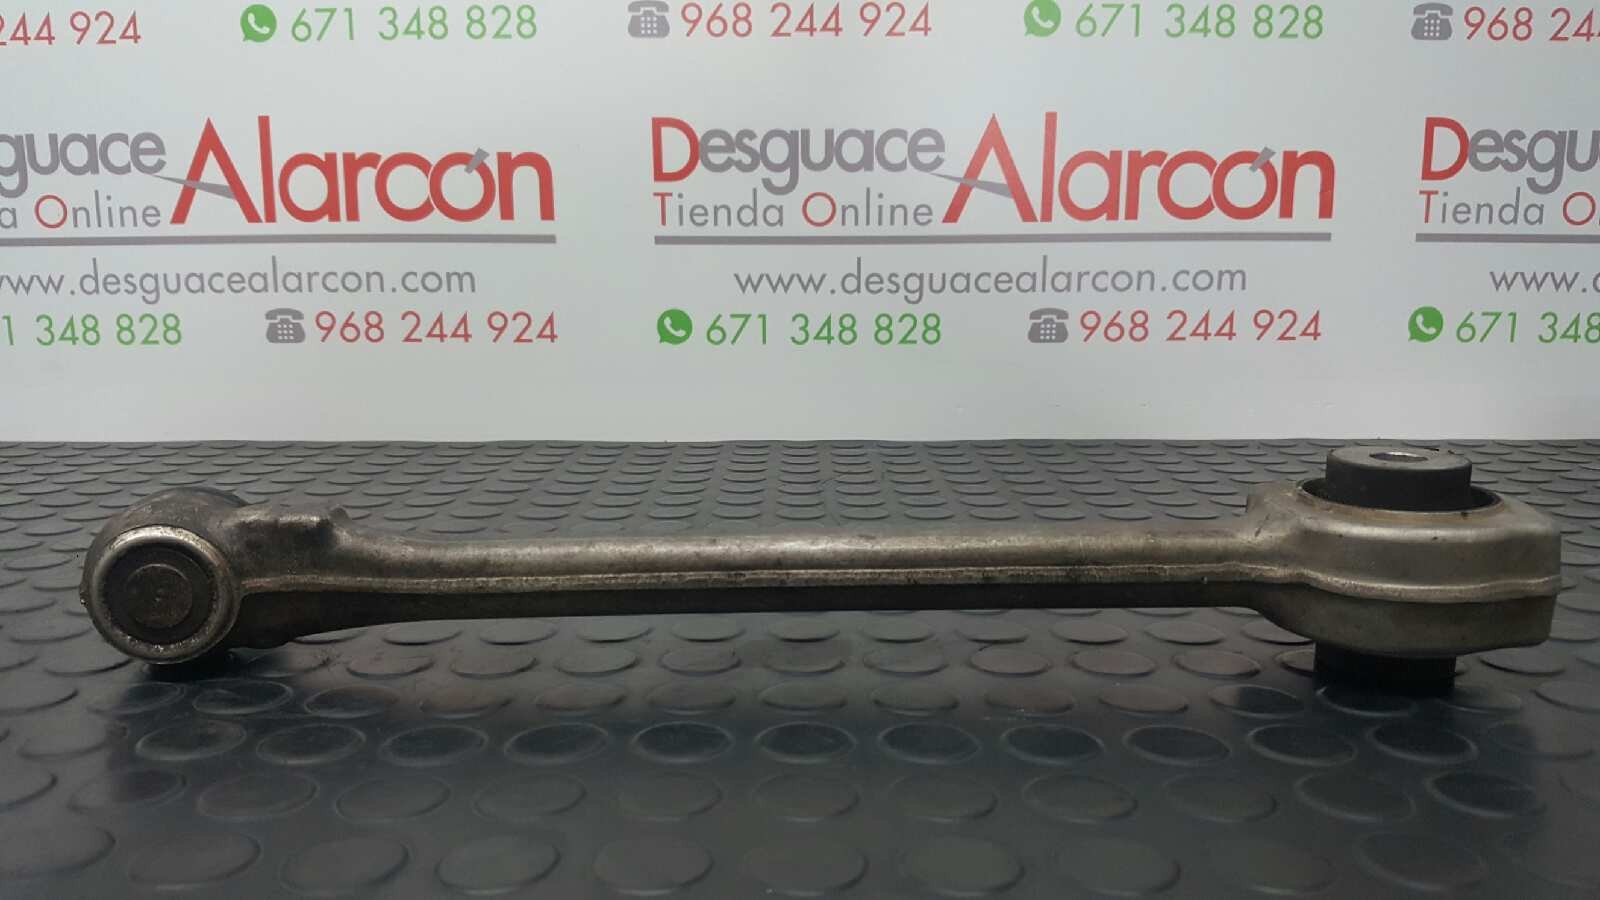 244 924 671 348 828 968 244 924 671 348 828 968 24
guace Alarcón Desguace Alarcón Desgu
a Online Tienda Online Tienda O
www.desguacealarcon.com www.desguacealarcon.com www.
1 348 828 968 244 924 671 348 828 968 244 924 671 348